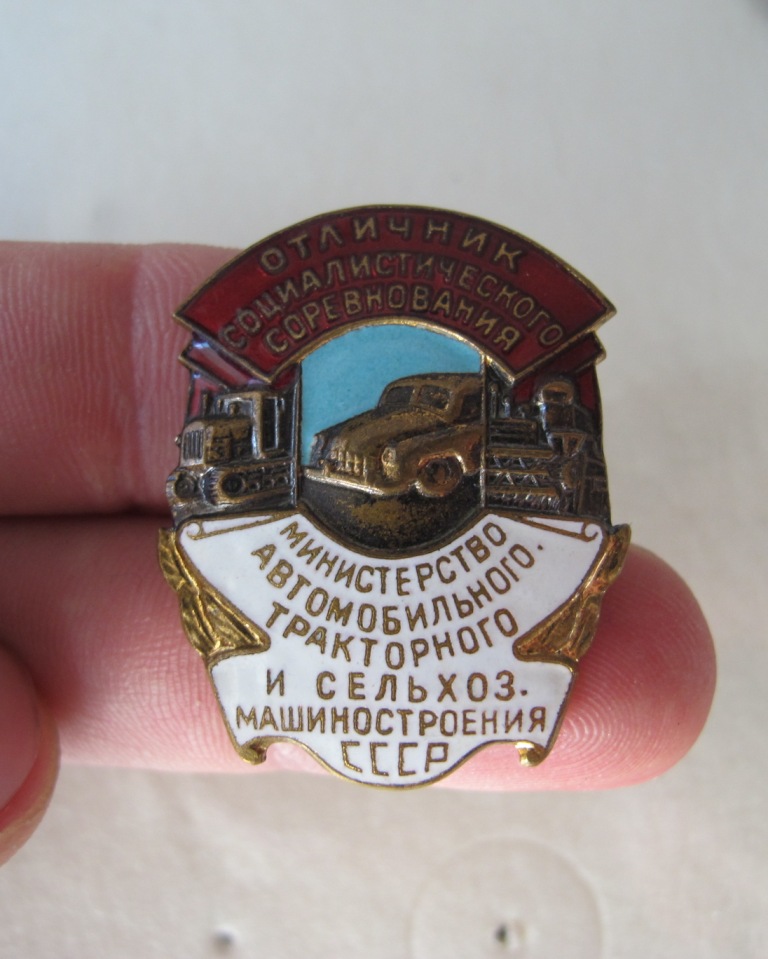 ОТЛИЧНИК
СОЦИАЛИСТИЧЕСКОГО
СОРЕВНОВАНИЯ
МИНИСТЕРСТВО
АВТОМОБИЛЬНОГО.
ТРАКТОРНОГО
И СЕЛЬХОЗ.
МАШИНОСТРОЕНИЯ
СССР